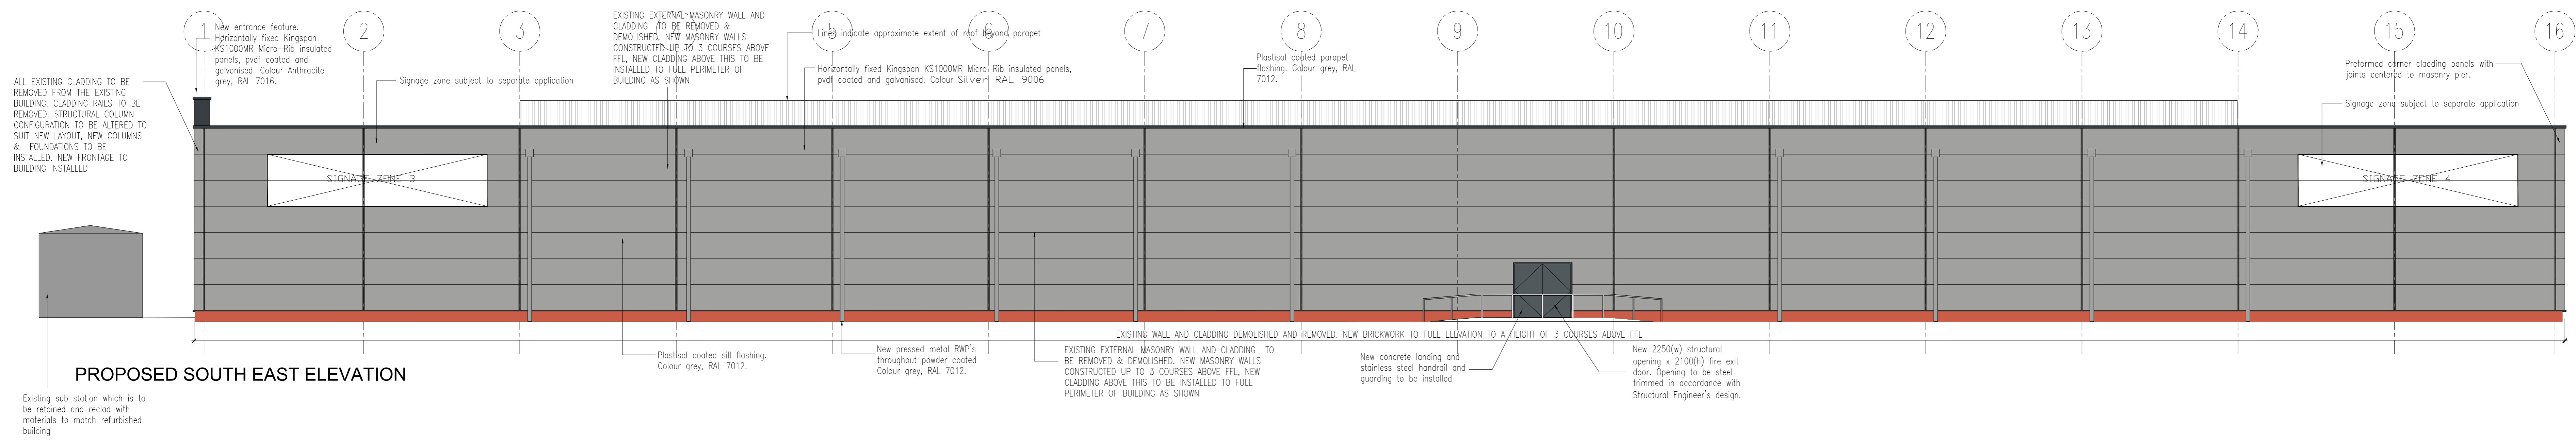 1
2
3
4
5
6
7
8
9
10
11
12
13
14
15
16
New entrance feature.
Horizontally fixed Kingspan
KS1000MR Micro-Rib insulated
panels, pvdf coated and
galvanised. Colour Anthracite
grey, RAL 7016.
EXISTING EXTERNAL MASONRY WALL AND
CLADDING TO BE REMOVED &
DEMOLISHED. NEW MASONRY WALLS
CONSTRUCTED UP TO 3 COURSES ABOVE
FFL, NEW CLADDING ABOVE THIS TO BE
INSTALLED TO FULL PERIMETER OF
BUILDING AS SHOWN
Lines indicate approximate extent of roof beyond parapet
Horizontally fixed Kingspan KS1000MR Micro-Rib insulated panels,
pvdf coated and galvanised. Colour Silver RAL 9006
Plastisol coated parapet
flashing. Colour grey, RAL
7012.
Preformed corner cladding panels with
joints centered to masonry pier.
Signage zone subject to separate application
Signage zone subject to separate application
ALL EXISTING CLADDING TO BE
REMOVED FROM THE EXISTING
BUILDING. CLADDING RAILS TO BE
REMOVED. STRUCTURAL COLUMN
CONFIGURATION TO BE ALTERED TO
SUIT NEW LAYOUT, NEW COLUMNS
& FOUNDATIONS TO BE
INSTALLED. NEW FRONTAGE TO
BUILDING INSTALLED
SIGNAGE ZONE 3
SIGNAGE ZONE 4
EXISTING WALL AND CLADDING DEMOLISHED AND REMOVED. NEW BRICKWORK TO FULL ELEVATION TO A HEIGHT OF 3 COURSES ABOVE FFL
Plastisol coated sill flashing.
Colour grey, RAL 7012.
New pressed metal RWP's
throughout powder coated
Colour grey, RAL 7012.
EXISTING EXTERNAL MASONRY WALL AND CLADDING TO
BE REMOVED & DEMOLISHED. NEW MASONRY WALLS
CONSTRUCTED UP TO 3 COURSES ABOVE FFL, NEW
CLADDING ABOVE THIS TO BE INSTALLED TO FULL
PERIMETER OF BUILDING AS SHOWN
New concrete landing and
stainless steel handrail and
guarding to be installed
New 2250(w) structural
opening x 2100(h) fire exit
door. Opening to be steel
trimmed in accordance with
Structural Engineer's design.
PROPOSED SOUTH EAST ELEVATION
Existing sub station which is to
be retained and reclad with
materials to match refurbished
building